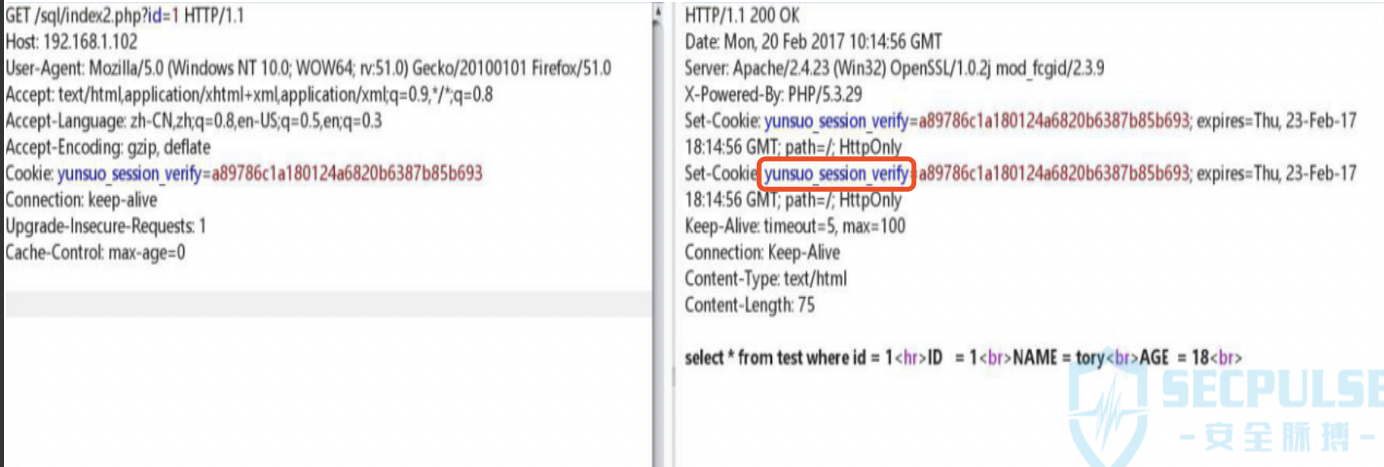 GET /sql/index2.php?id=1 HTTP/1.1
Host: 192.168.1.102
User-Agent: Mozilla/5.0 (Windows NT 10.0; WOW64; rv:51.0) Gecko/20100101 Firefox/51.0
Accept: text/html,application/xhtml+xml,application/xml;q=0.9,*/*;q=0.8
Accept-Language: zh-CN,zh;q=0.8,en-US;q=0.5,en;q=0.3
Accept-Encoding: gzip, deflate
Cookie: yunsuo_session_verify=a89786c1a180124a6820b6387b85b693
Connection: keep-alive
Upgrade-Insecure-Requests: 1
Cache-Control: max-age=0
HTTP/1.1 200 OK
Date: Mon, 20 Feb 2017 10:14:56 GMT
Server: Apache/2.4.23 (Win32) OpenSSL/1.0.2j mod_fcgid/2.3.9
X-Powered-By: PHP/5.3.29
Set-Cookie: yunsuo_session_verify=a89786c1a180124a6820b6387b85b693; expires=Thu, 23-Feb-17
18:14:56 GMT; path=/; HttpOnly
Set-Cookie: yunsuo_session_verify=a89786c1a180124a6820b6387b85b693; expires=Thu, 23-Feb-17
18:14:56 GMT; path=/; HttpOnly
Keep-Alive: timeout=5, max=100
Connection: Keep-Alive
Content-Type: text/html
Content-Length: 75
select * from test where id = 1<hr>ID   = 1<br>NAME = tory<br>AGE  = 18<br>
SECPULSE
-安全脉搏-